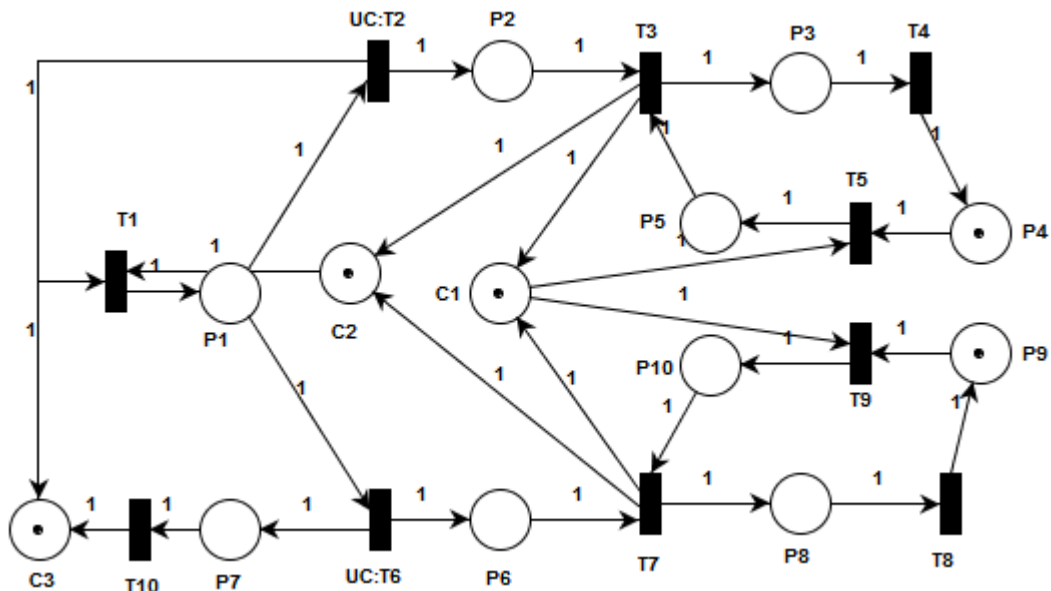 UC:T2 P2 T3 P3 T4
1 1 1 1
1
1 1 1 1 1
T1 T5
1 1 P5 1 1 P4
1 1
C1
P1 C2 1
1 1 P9
P10
1 1 1 1 T9 1 1
1 1 1 1 1 1 1
C3 T10 P7 UC:T6 P6 T7 P8 T8